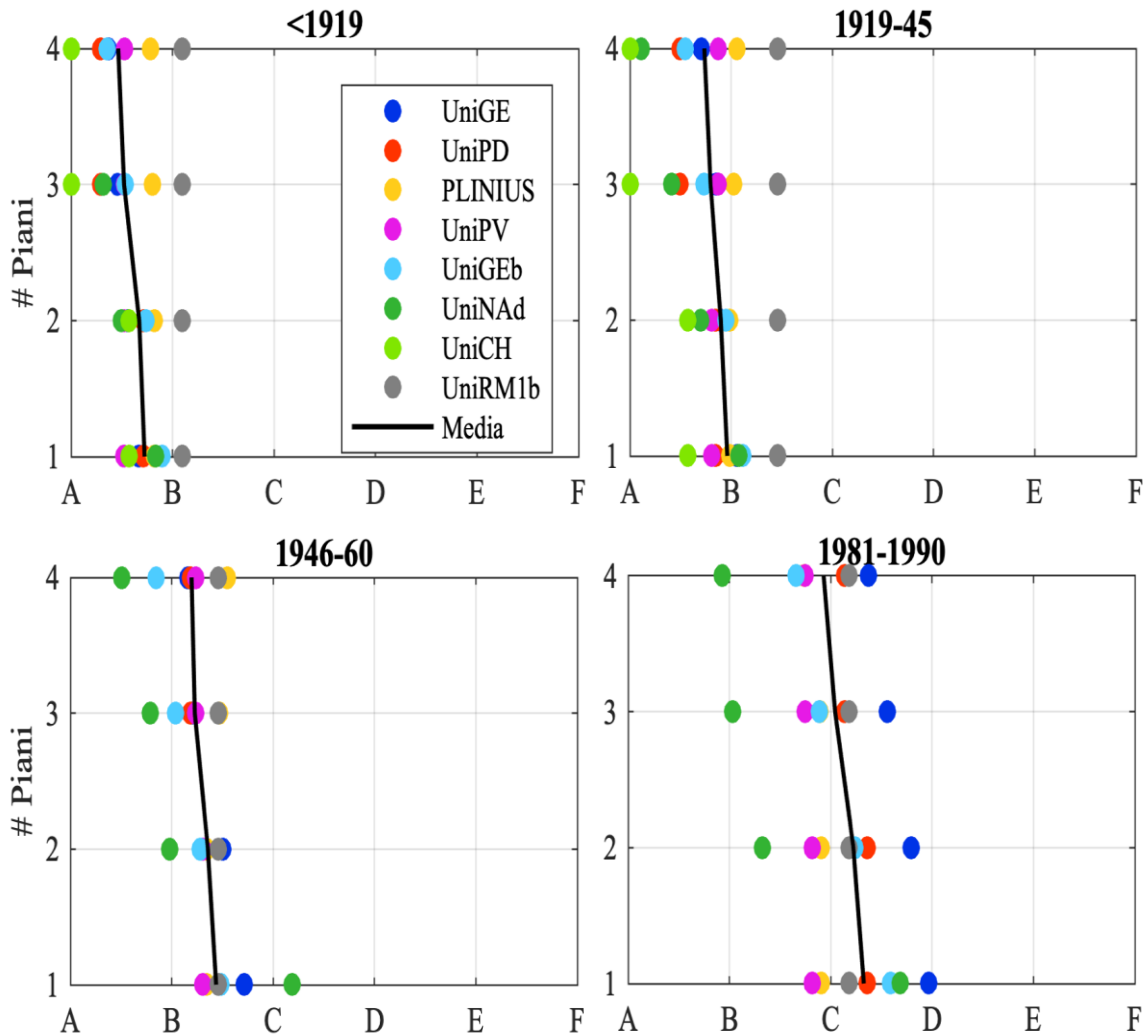 <1919
1919-45
4
3
2
1
# Piani
A B C D E F
UniGE
UniPD
PLINIUS
UniPV
UniGEb
UniNAd
UniCH
UniRM1b
Media
4
3
2
1
A B C D E F
1946-60
1981-1990
4
3
2
1
# Piani
A B C D E F
4
3
2
1
A B C D E F